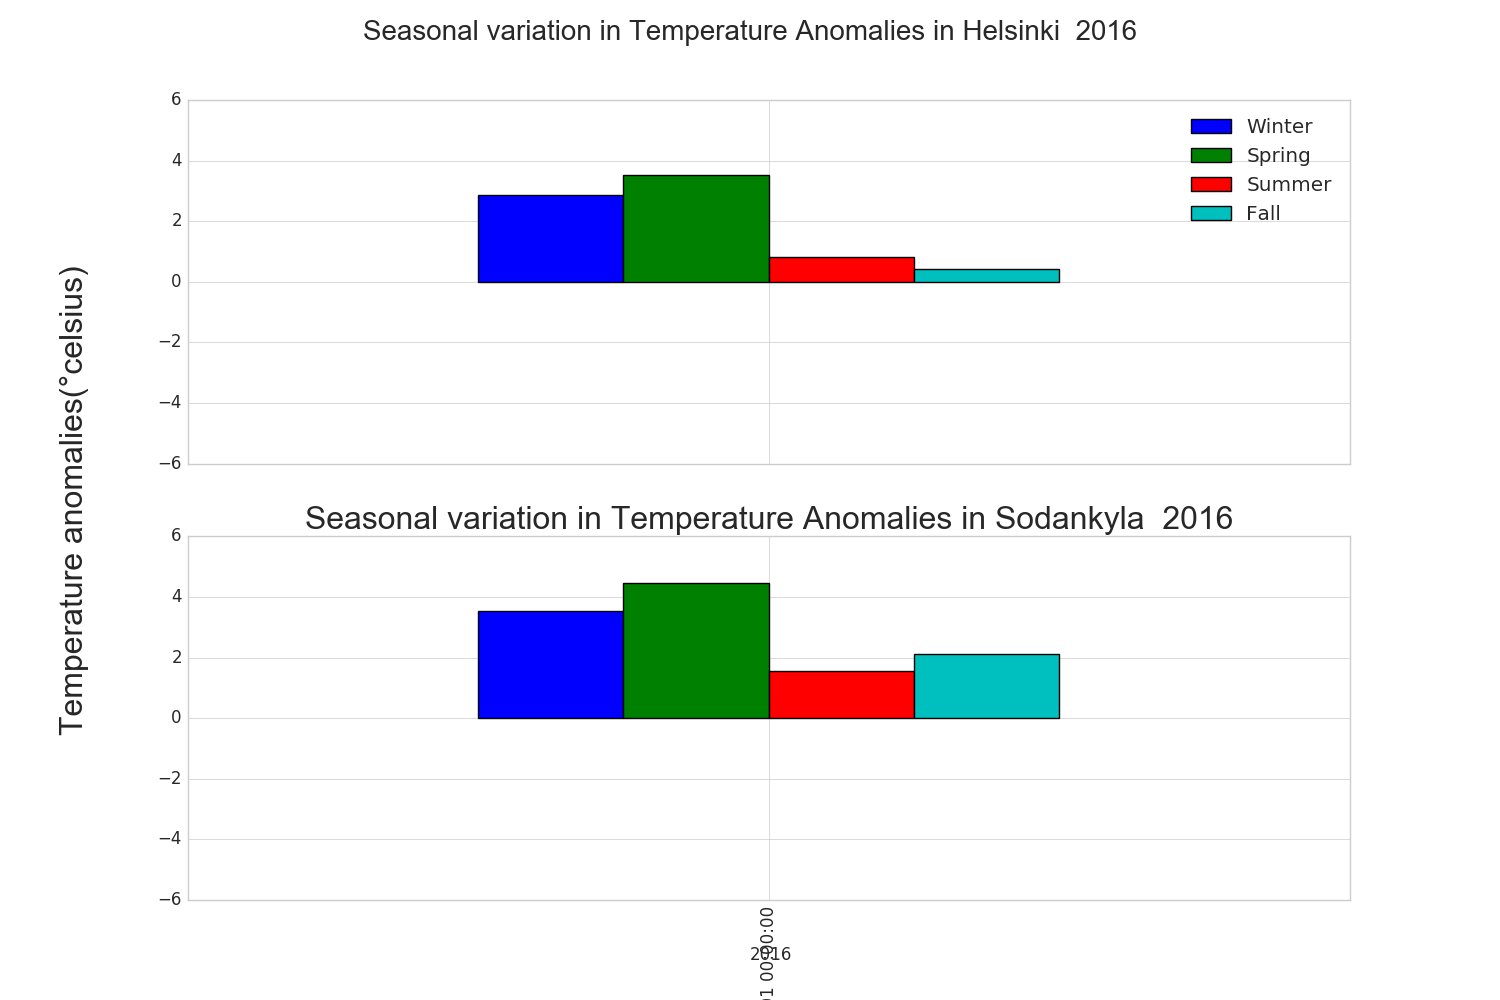 Seasonal variation in Temperature Anomalies in Helsinki  2016
6
4
2
0
−2
−4
−6
Winter
Spring
Summer
Fall
Temperature anomalies(°celsius)
Seasonal variation in Temperature Anomalies in Sodankyla  2016
6
4
2
0
−2
−4
−6
2016